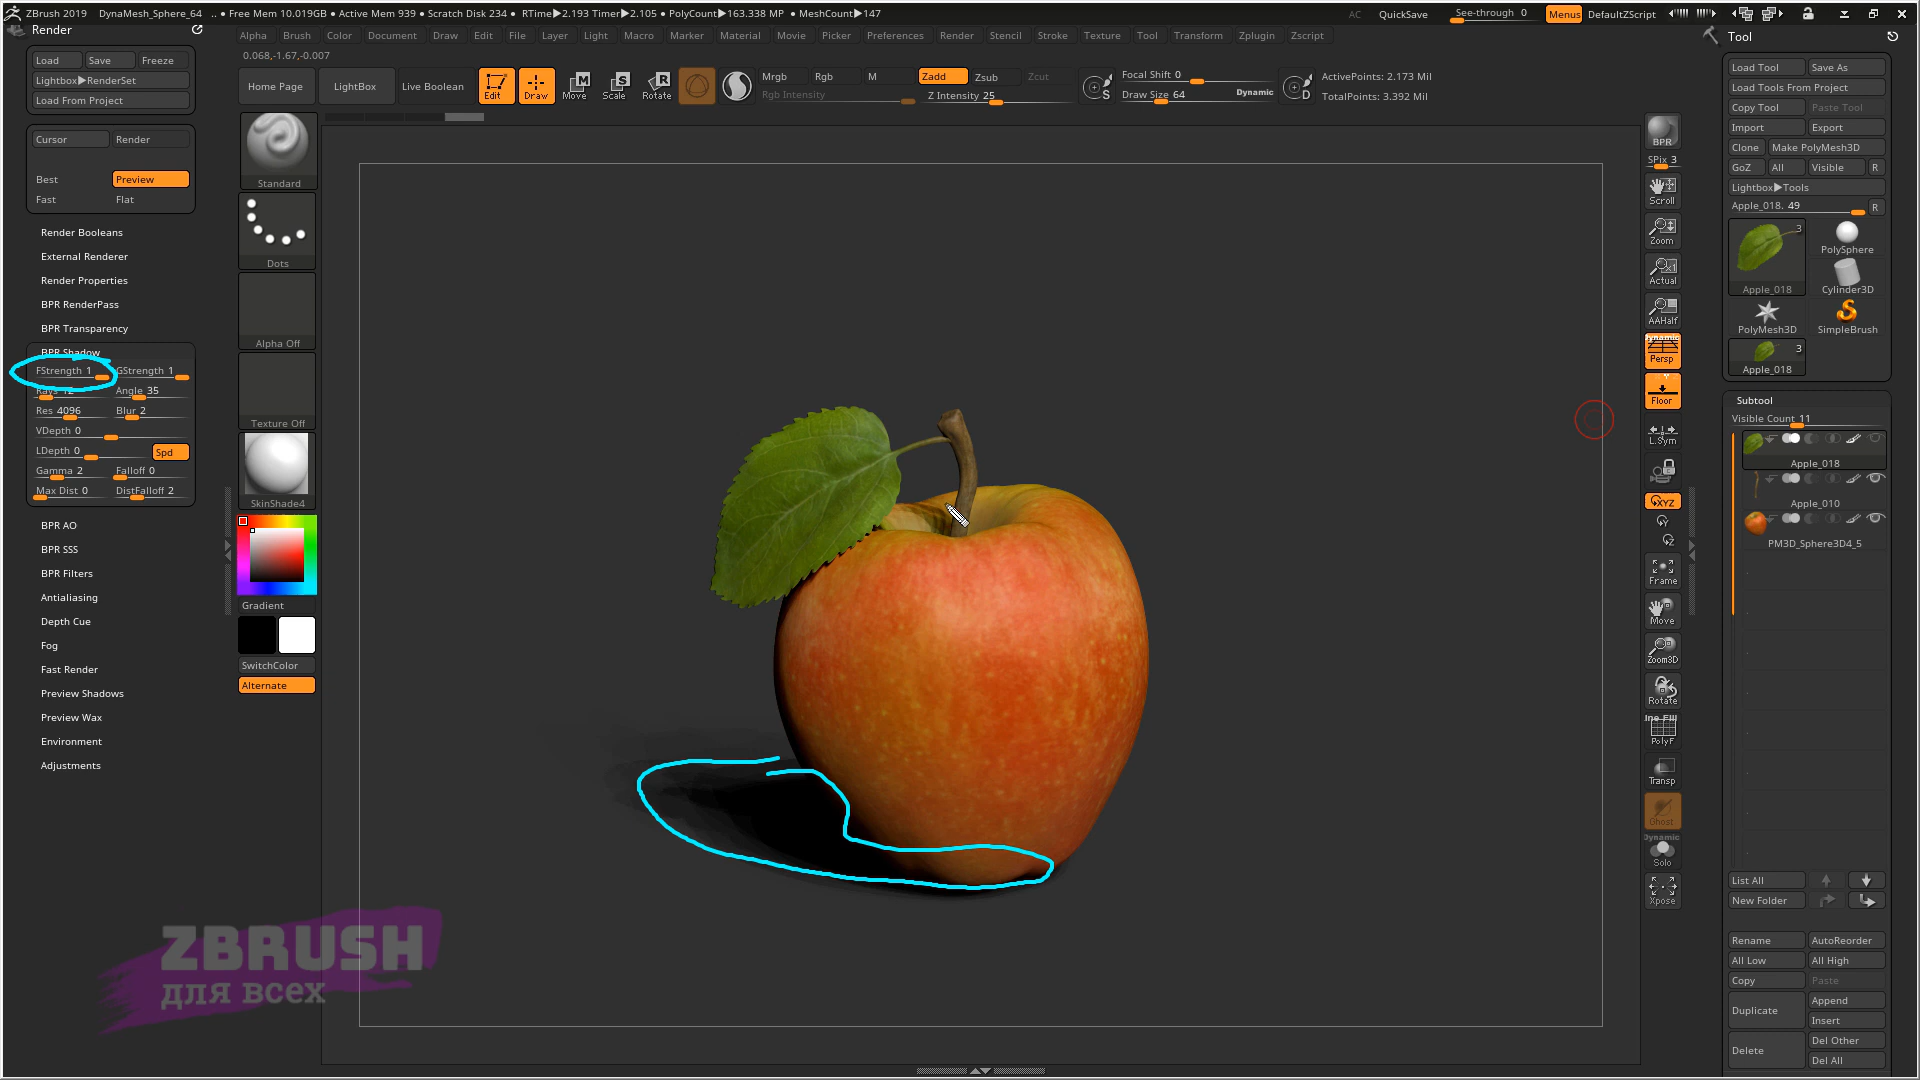 ZBrush 2019 DynaMesh_Sphere_64 .. • Free Mem 10.019GB • Active Mem 939 • Scratch Disk 234 • RTime▶2.193 Timer▶2.105 • PolyCount▶163.338 MP • MeshCount▶147
AC QuickSave See-through 0 Menus DefaultZScript
Render
Alpha Brush Color Document Draw Edit File Layer Light Macro Marker Material Movie Picker Preferences Render Stencil Stroke Texture Tool Transform Zplugin Zscript
Tool
0.068,-1.67,-0.007
Load Save Freeze
Lightbox▶RenderSet
Load From Project
Cursor Render
Best Preview
Fast Flat
Render Booleans
External Renderer
Render Properties
BPR RenderPass
BPR Transparency
BPR Shadow
FStrength 1 GStrength 1
Rays 12 Angle 35
Res 4096 Blur 2
VDepth 0
LDepth 0 Spd
Gamma 2 Falloff 0
Max Dist 0 DistFalloff 2
BPR AO
BPR SSS
BPR Filters
Antialiasing
Depth Cue
Fog
Fast Render
Preview Shadows
Preview Wax
Environment
Adjustments
Home Page LightBox Live Boolean Edit Draw Move Scale Rotate
Mrgb Rgb M Zadd Zsub Zcut
Rgb Intensity Z Intensity 25
S Focal Shift 0
Draw Size 64 Dynamic D
ActivePoints: 2.173 Mil
TotalPoints: 3.392 Mil
Standard
Dots
Alpha Off
Texture Off
SkinShade4
Gradient
SwitchColor
Alternate
BPR
SPix 3
Scroll
Zoom
Actual
AAHalf
Dynamic
Persp
Floor
L.Sym
XYZ
Y
Z
Frame
Move
Zoom3D
Rotate
Line Fill
PolyF
Transp
Ghost
Dynamic
Solo
Xpose
Load Tool Save As
Load Tools From Project
Copy Tool Paste Tool
Import Export
Clone Make PolyMesh3D
GoZ All Visible R
Lightbox▶Tools
Apple_018. 49 R
3
Apple_018
PolySphere
Cylinder3D
PolyMesh3D SimpleBrush
3
Apple_018
Subtool
Visible Count 11
Apple_018
Apple_010
PM3D_Sphere3D4_5
List All
New Folder
Rename AutoReorder
All Low All High
Copy Paste
Duplicate Append
Insert
Delete Del Other
Del All
ZBRUSH
для всех